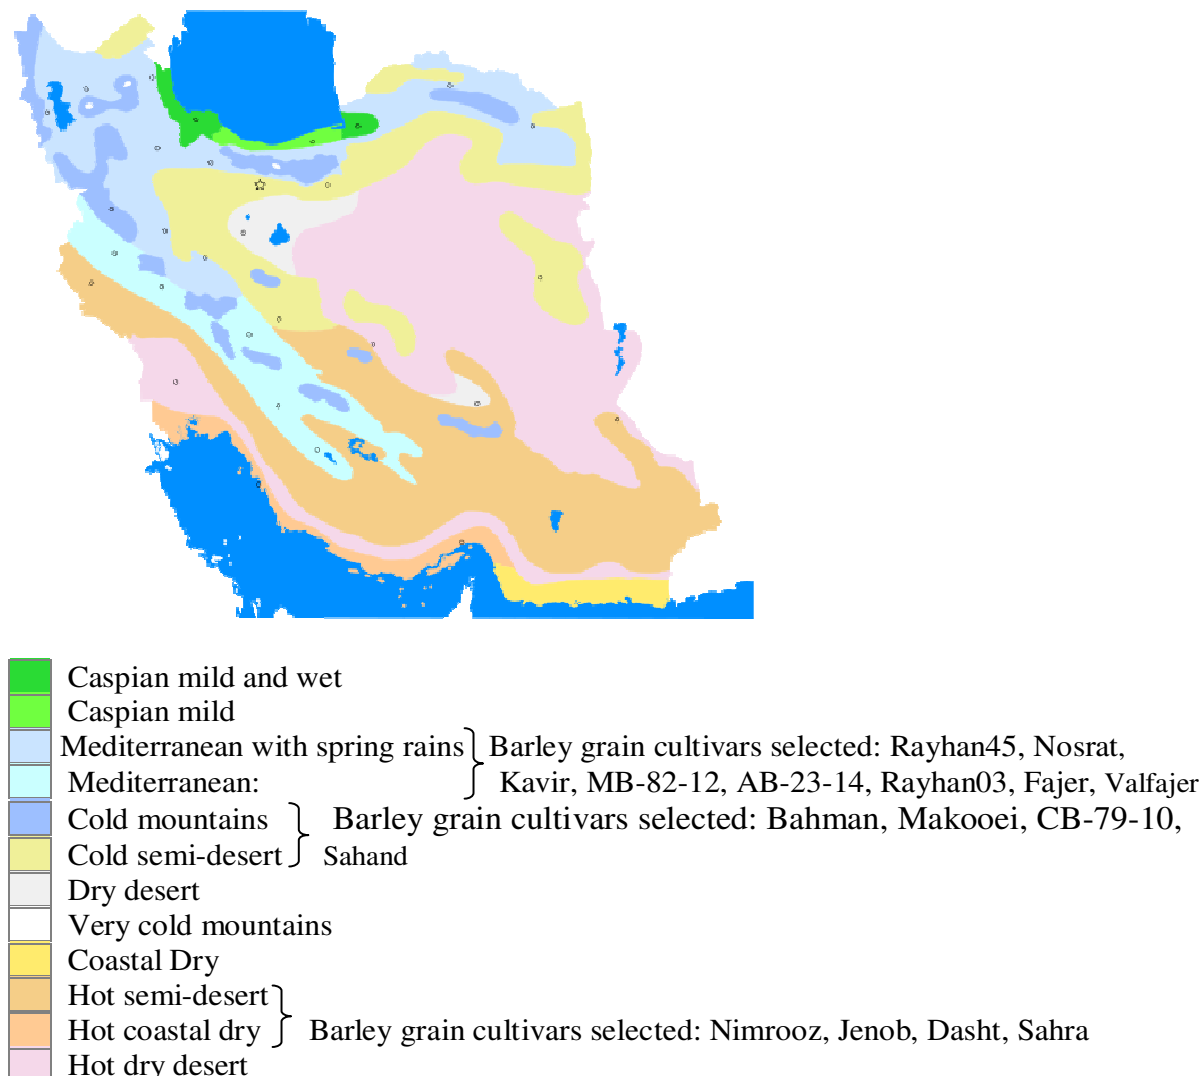 Caspian mild and wet
Caspian mild
Mediterranean with spring rains Barley grain cultivars selected: Rayhan45, Nosrat,
Mediterranean: Kavir, MB-82-12, AB-23-14, Rayhan03, Fajer, Valfajer
Cold mountains Barley grain cultivars selected: Bahman, Makooei, CB-79-10,
Cold semi-desert Sahand
Dry desert
Very cold mountains
Coastal Dry
Hot semi-desert
Hot coastal dry Barley grain cultivars selected: Nimrooz, Jenob, Dasht, Sahra
Hot dry desert